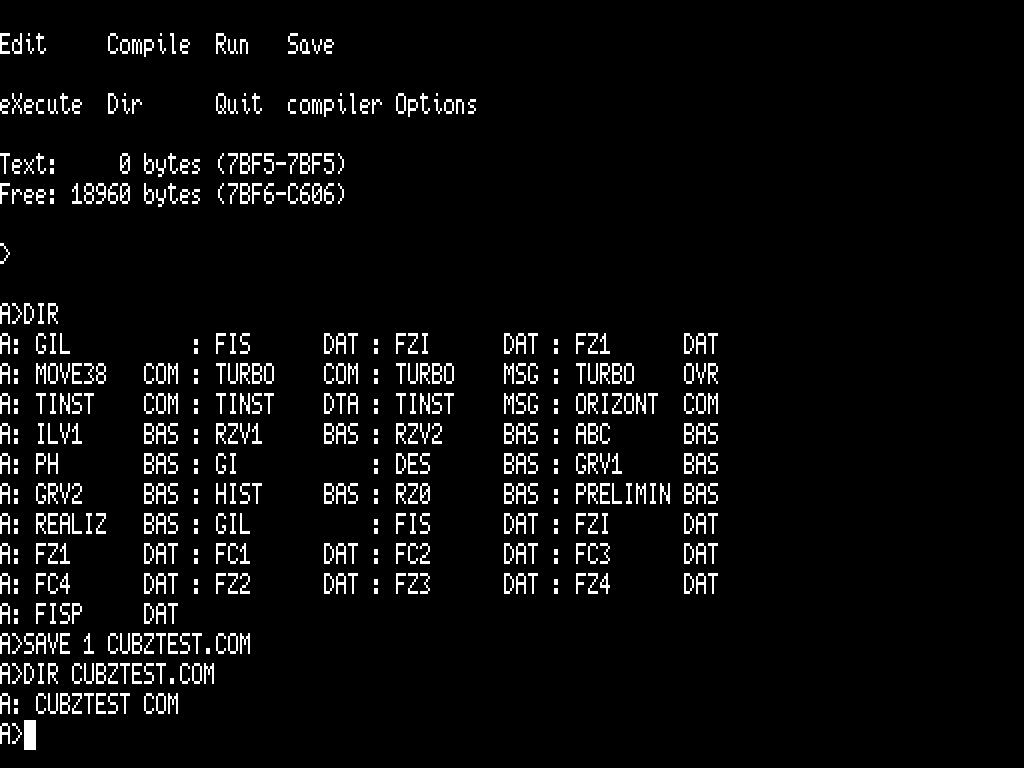 Edit     Compile  Run   Save
eXecute  Dir      Quit  compiler Options
Text:     0 bytes (7BF5-7BF5)
Free: 18960 bytes (7BF6-C606)
>
A>DIR
A: GIL          : FIS      DAT : FZI      DAT : FZ1      DAT
A: MOVE38   COM : TURBO    COM : TURBO    MSG : TURBO    OVR
A: TINST    COM : TINST    DTA : TINST    MSG : ORIZONT  COM
A: ILV1     BAS : RZV1     BAS : RZV2     BAS : ABC      BAS
A: PH       BAS : GI           : DES      BAS : GRV1     BAS
A: GRV2     BAS : HIST     BAS : RZ0      BAS : PRELIMIN BAS
A: REALIZ   BAS : GIL          : FIS      DAT : FZI      DAT
A: FZ1      DAT : FC1      DAT : FC2      DAT : FC3      DAT
A: FC4      DAT : FZ2      DAT : FZ3      DAT : FZ4      DAT
A: FISP     DAT
A>SAVE 1 CUBZTEST.COM
A>DIR CUBZTEST.COM
A: CUBZTEST COM
A>